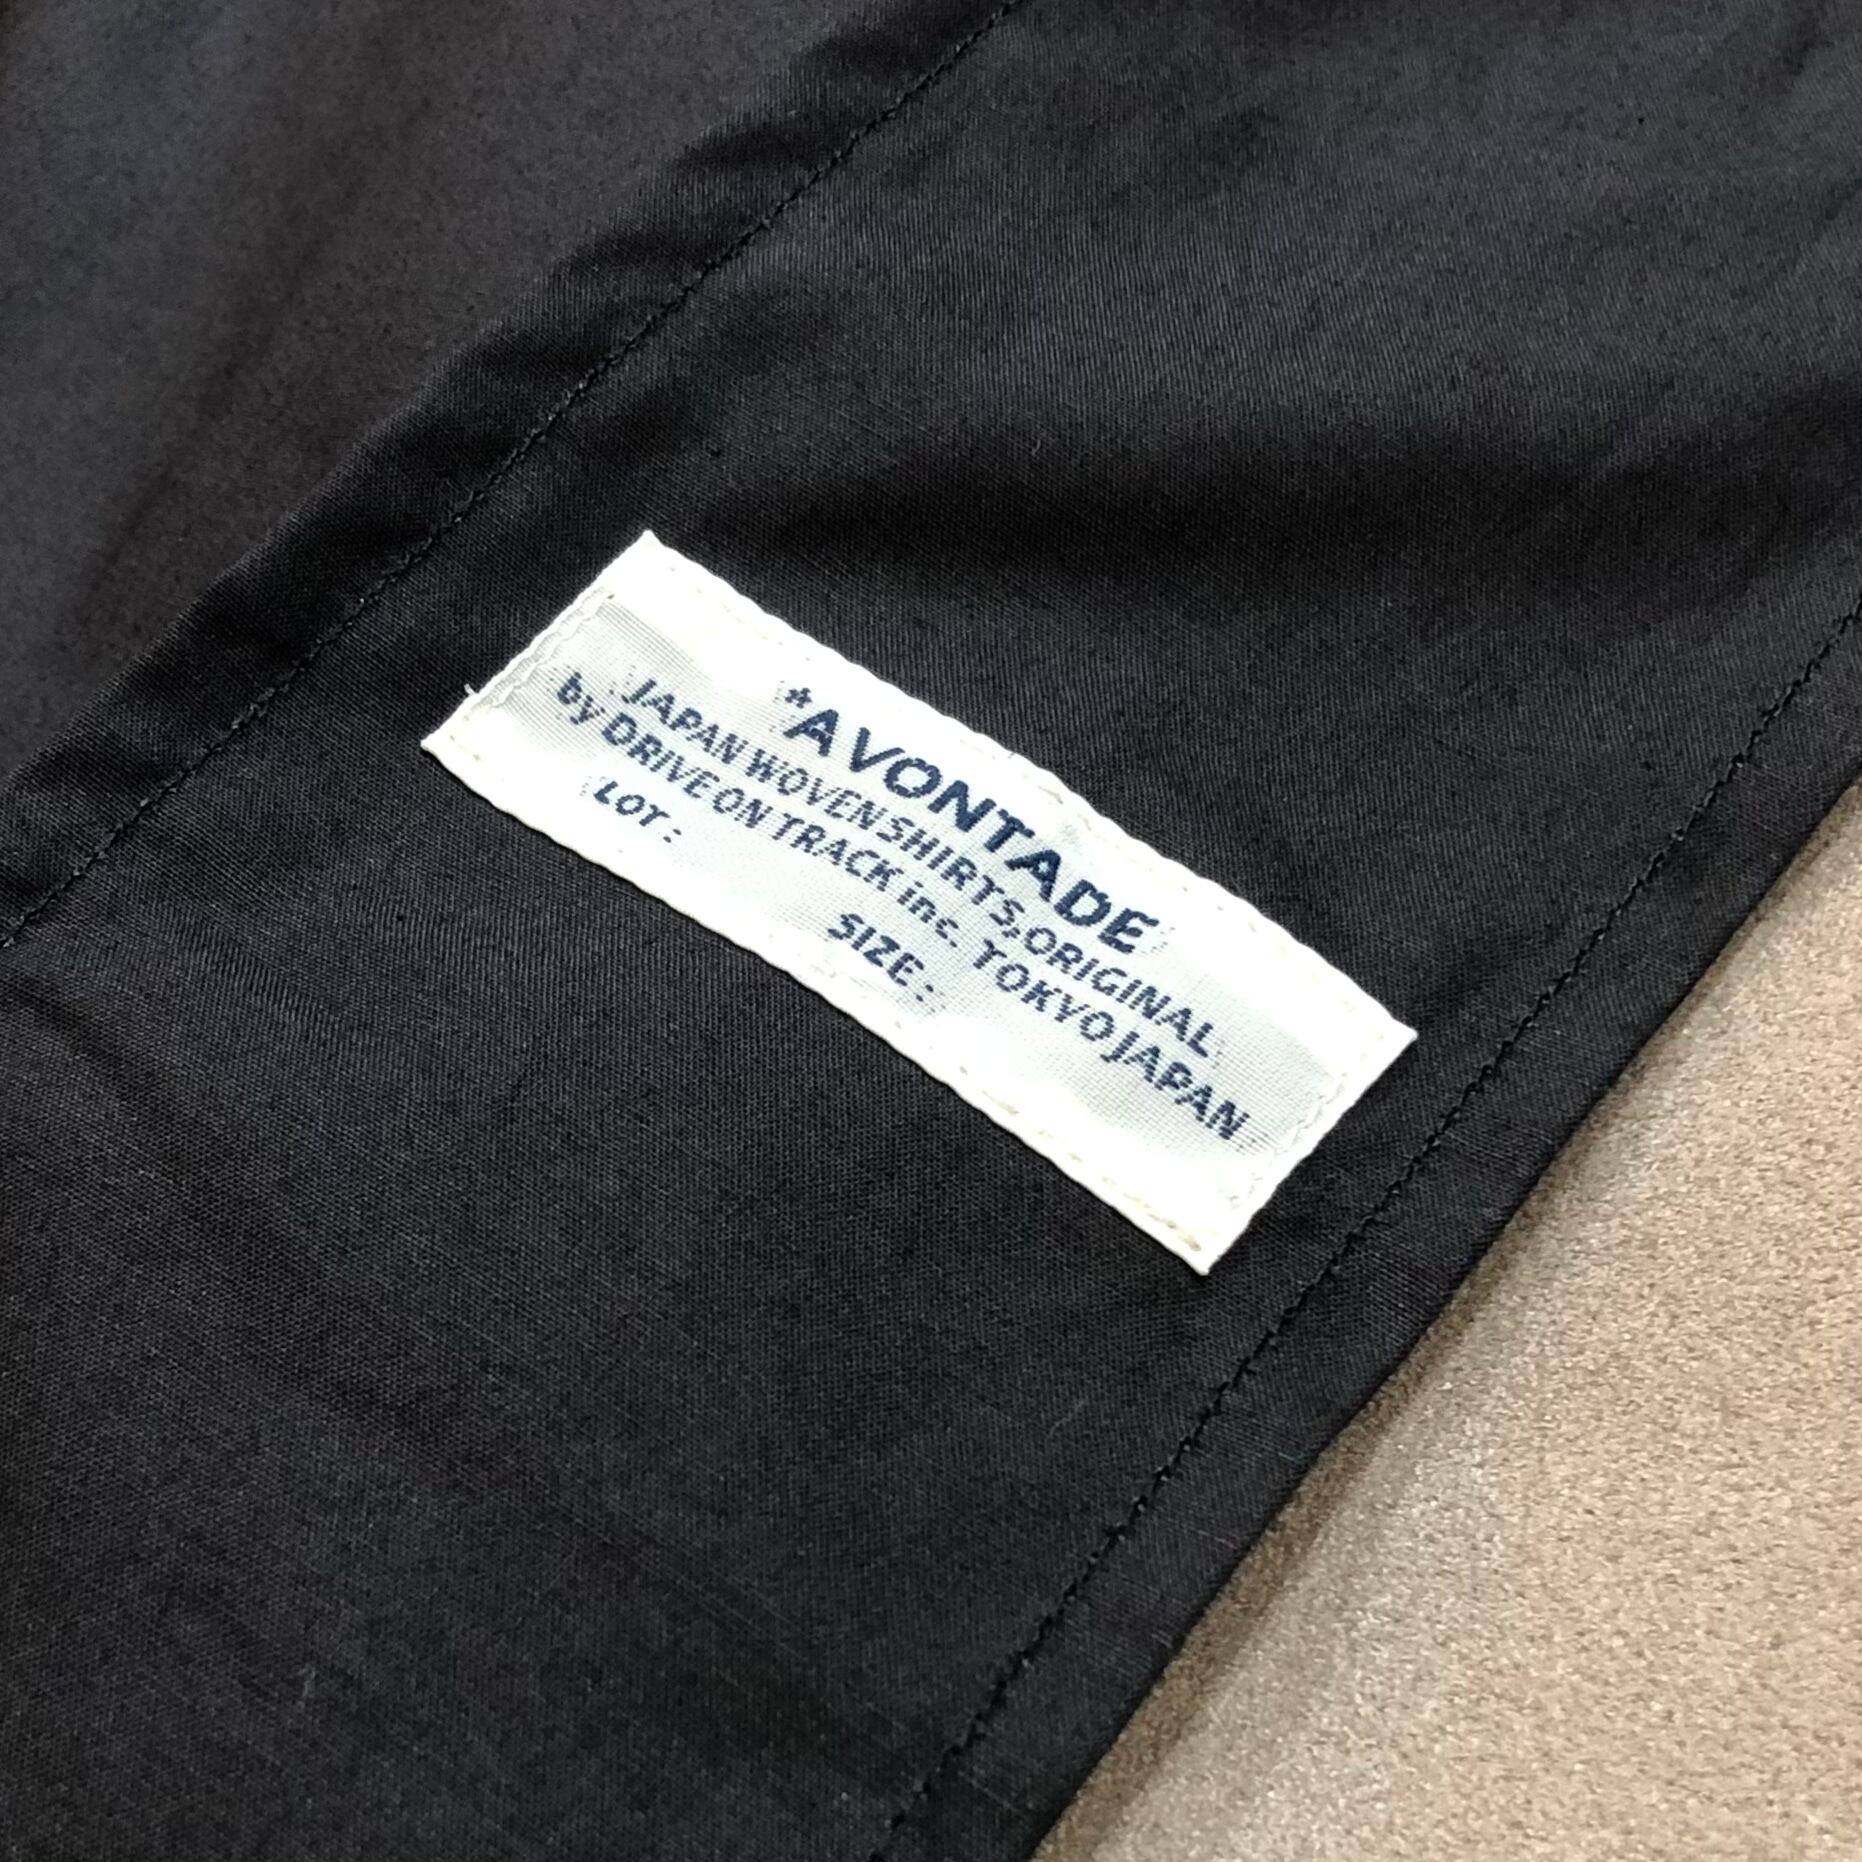 *AVONTADE
JAPAN WOVEN SHIRTS, ORIGINAL
by DRIVE ON TRACK inc. TOKYO JAPAN
LOT: SIZE: